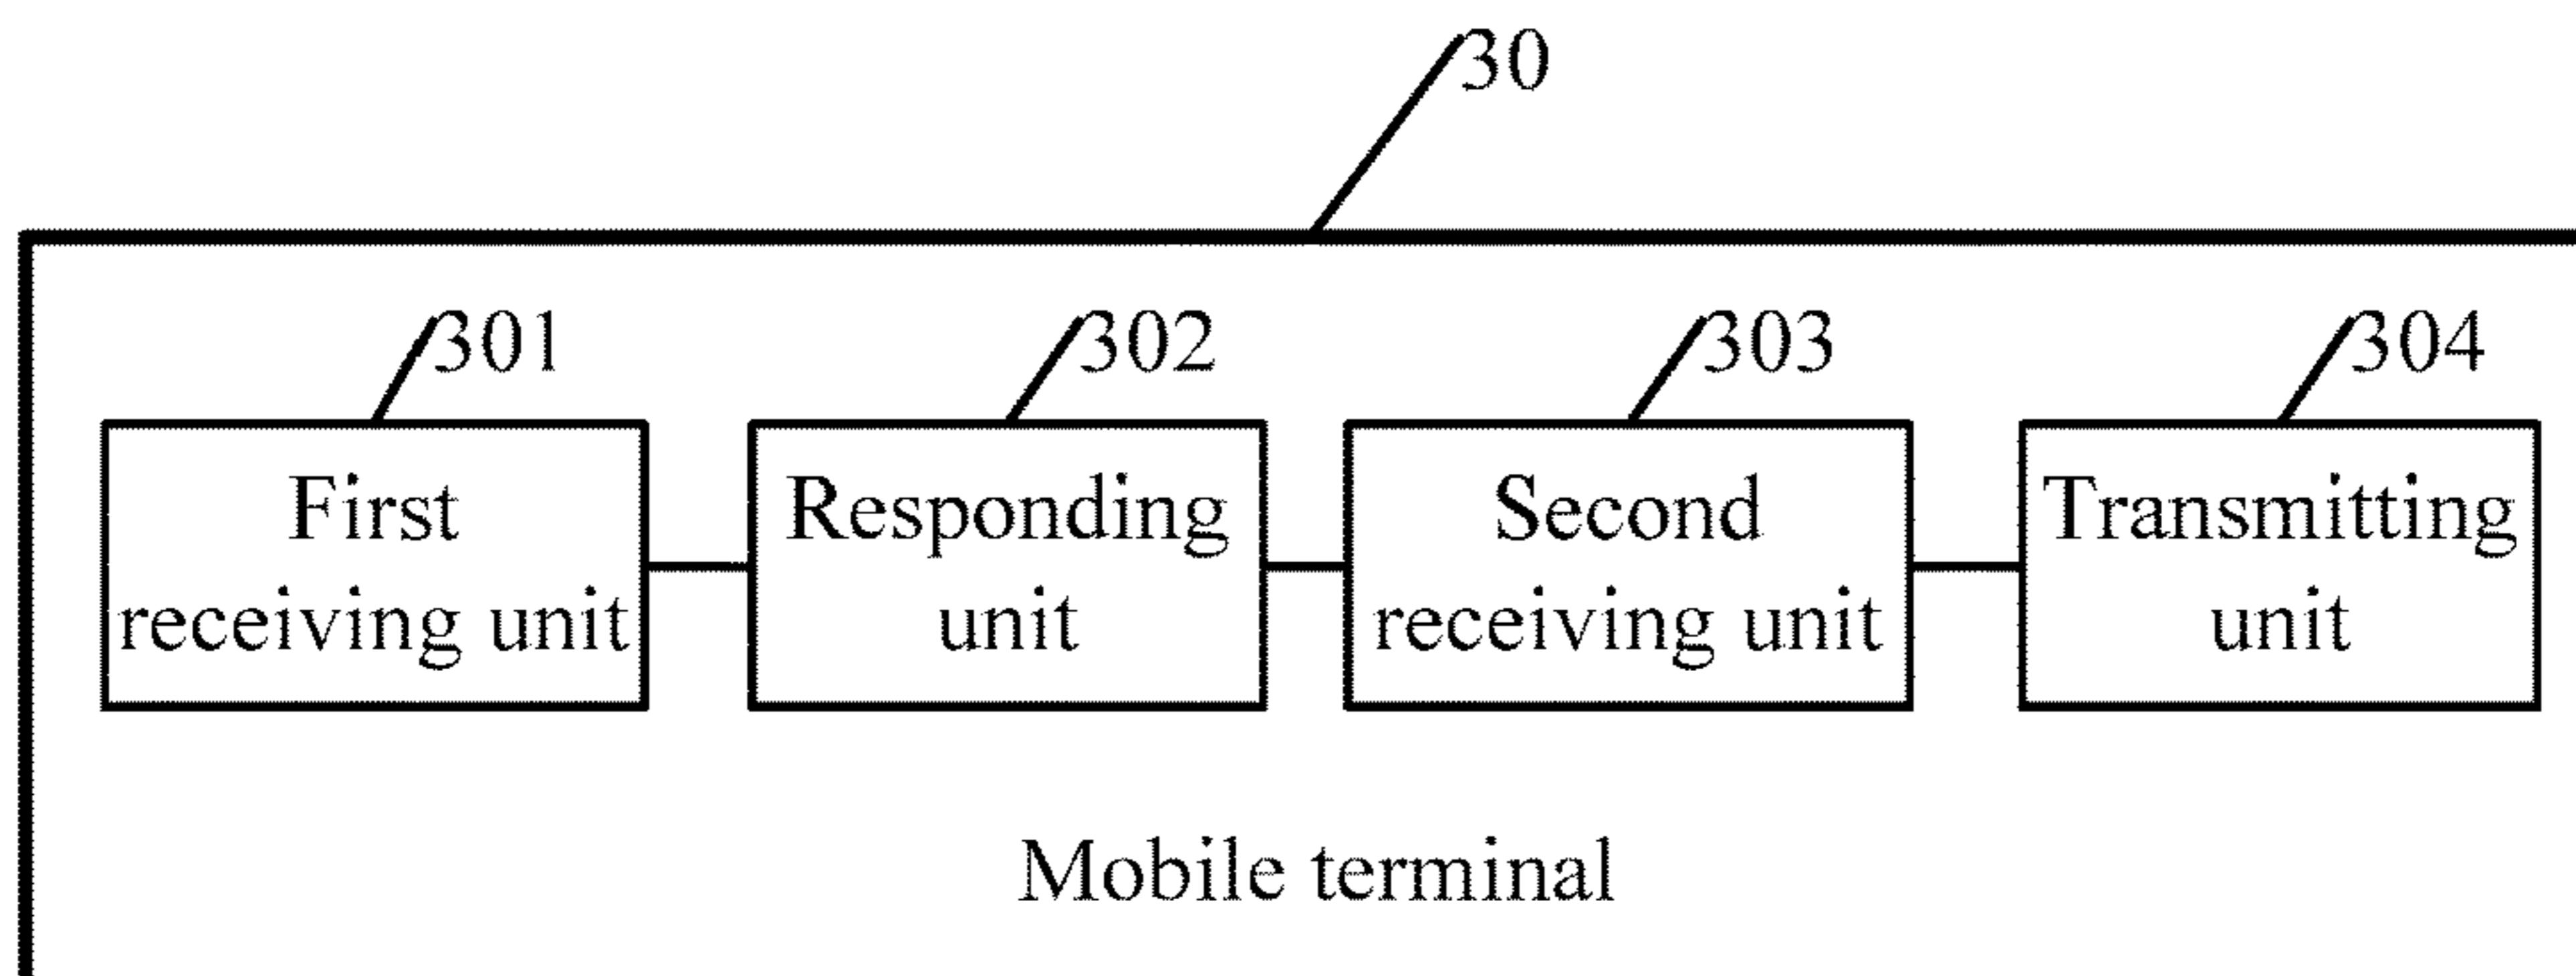 30
301
302
303
304
First
receiving unit
Responding
unit
Second
receiving unit
Transmitting
unit
Mobile terminal